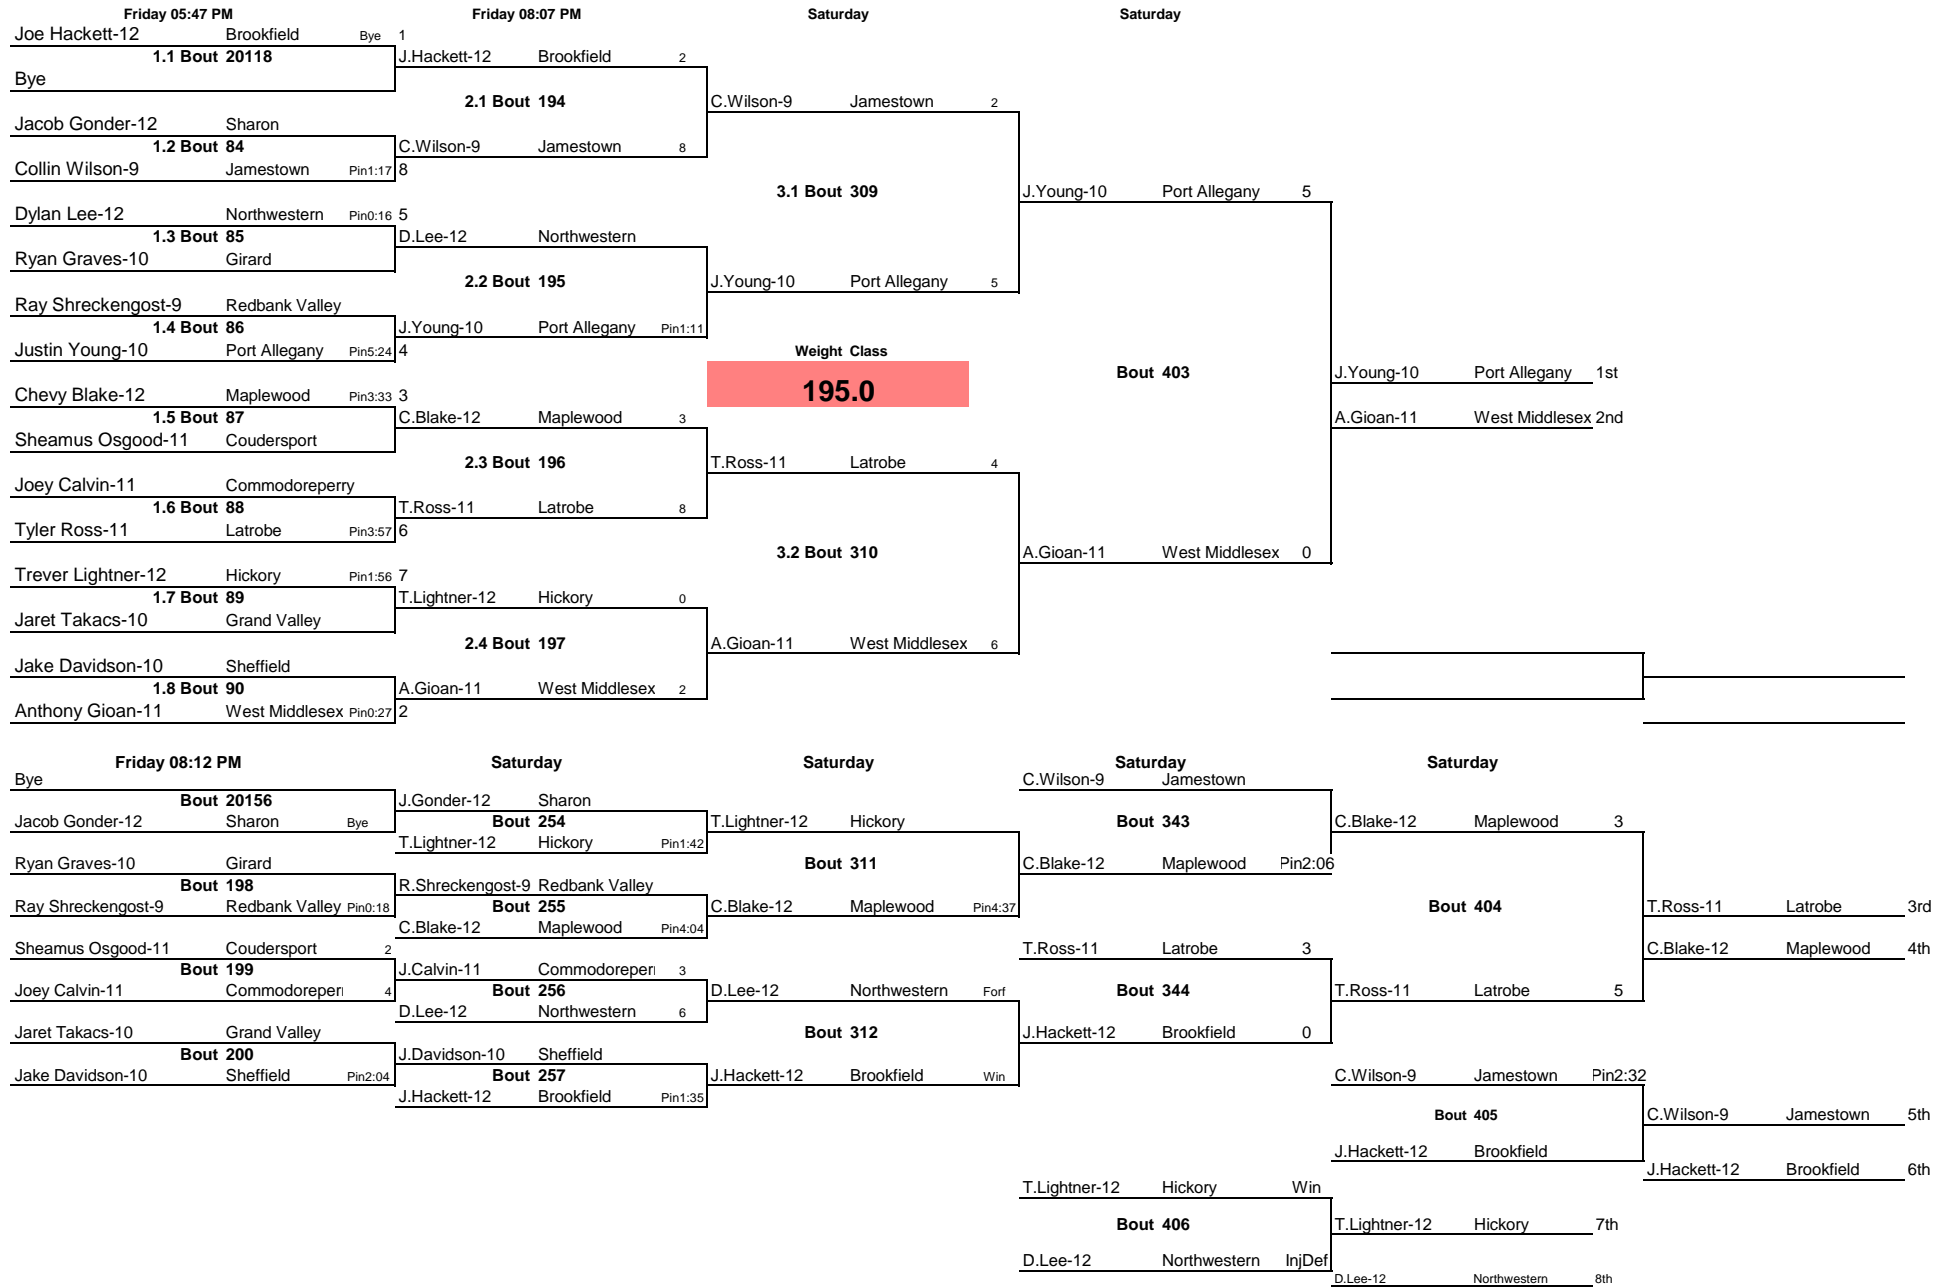 Friday 05:47 PM Friday 08:07 PM Saturday Saturday
Joe Hackett-12 Brookfield Bye 1
1.1 Bout 20118 J.Hackett-12 Brookfield 2
Bye
2.1 Bout 194 C.Wilson-9 Jamestown 2
Jacob Gonder-12 Sharon
1.2 Bout 84 C.Wilson-9 Jamestown 8
Collin Wilson-9 Jamestown Pin1:17 8
3.1 Bout 309 J.Young-10 Port Allegany 5
Dylan Lee-12 Northwestern Pin0:16 5
1.3 Bout 85 D.Lee-12 Northwestern
Ryan Graves-10 Girard
2.2 Bout 195 J.Young-10 Port Allegany 5
Ray Shreckengost-9 Redbank Valley
1.4 Bout 86 J.Young-10 Port Allegany Pin1:11
Justin Young-10 Port Allegany Pin5:24 4 Weight Class
Bout 403 J.Young-10 Port Allegany 1st
Chevy Blake-12 Maplewood Pin3:33 3 195.0
1.5 Bout 87 C.Blake-12 Maplewood 3 A.Gioan-11 West Middlesex 2nd
Sheamus Osgood-11 Coudersport
2.3 Bout 196 T.Ross-11 Latrobe 4
Joey Calvin-11 Commodoreperry
1.6 Bout 88 T.Ross-11 Latrobe 8
Tyler Ross-11 Latrobe Pin3:57 6
3.2 Bout 310 A.Gioan-11 West Middlesex 0
Trever Lightner-12 Hickory Pin1:56 7
1.7 Bout 89 T.Lightner-12 Hickory 0
Jaret Takacs-10 Grand Valley
2.4 Bout 197 A.Gioan-11 West Middlesex 6
Jake Davidson-10 Sheffield
1.8 Bout 90 A.Gioan-11 West Middlesex 2
Anthony Gioan-11 West Middlesex Pin0:27 2
Friday 08:12 PM Saturday Saturday Saturday Saturday
Bye C.Wilson-9 Jamestown
Bout 20156 J.Gonder-12 Sharon
Jacob Gonder-12 Sharon Bye Bout 254 T.Lightner-12 Hickory Bout 343 C.Blake-12 Maplewood 3
T.Lightner-12 Hickory Pin1:42
Ryan Graves-10 Girard Bout 311 C.Blake-12 Maplewood Pin2:06
Bout 198 R.Shreckengost-9 Redbank Valley
Ray Shreckengost-9 Redbank Valley Pin0:18 Bout 255 C.Blake-12 Maplewood Pin4:37 Bout 404 T.Ross-11 Latrobe 3rd
C.Blake-12 Maplewood Pin4:04
Sheamus Osgood-11 Coudersport 2 T.Ross-11 Latrobe 3 C.Blake-12 Maplewood 4th
Bout 199 J.Calvin-11 Commodoreper 3
Joey Calvin-11 Commodoreper 4 Bout 256 D.Lee-12 Northwestern Forf Bout 344 T.Ross-11 Latrobe 5
D.Lee-12 Northwestern 6
Jaret Takacs-10 Grand Valley Bout 312 J.Hackett-12 Brookfield 0
Bout 200 J.Davidson-10 Sheffield
Jake Davidson-10 Sheffield Pin2:04 Bout 257 J.Hackett-12 Brookfield Win C.Wilson-9 Jamestown Pin2:32
J.Hackett-12 Brookfield Pin1:35
Bout 405 C.Wilson-9 Jamestown 5th
J.Hackett-12 Brookfield
J.Hackett-12 Brookfield 6th
T.Lightner-12 Hickory Win
Bout 406 T.Lightner-12 Hickory 7th
D.Lee-12 Northwestern InjDef
D.Lee-12 Northwestern 8th